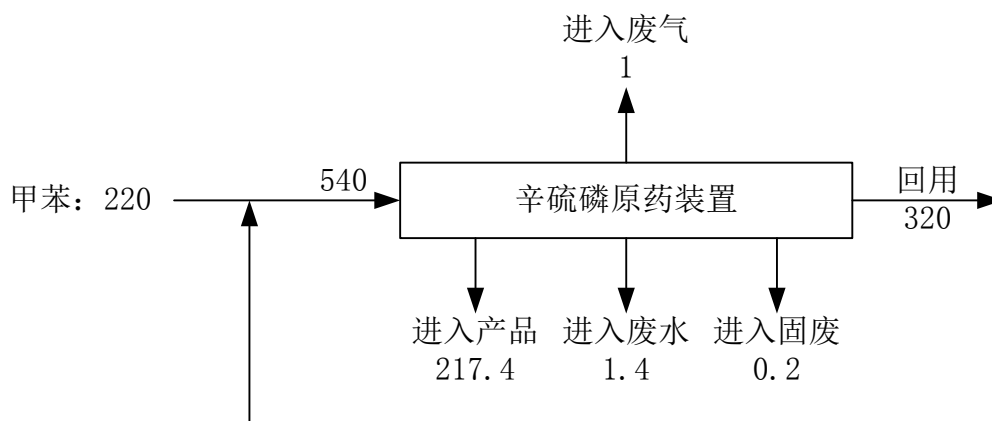 进入废气
1
甲苯：220
540
辛硫磷原药装置
回用
320
进入产品
217.4
进入废水
1.4
进入固废
0.2